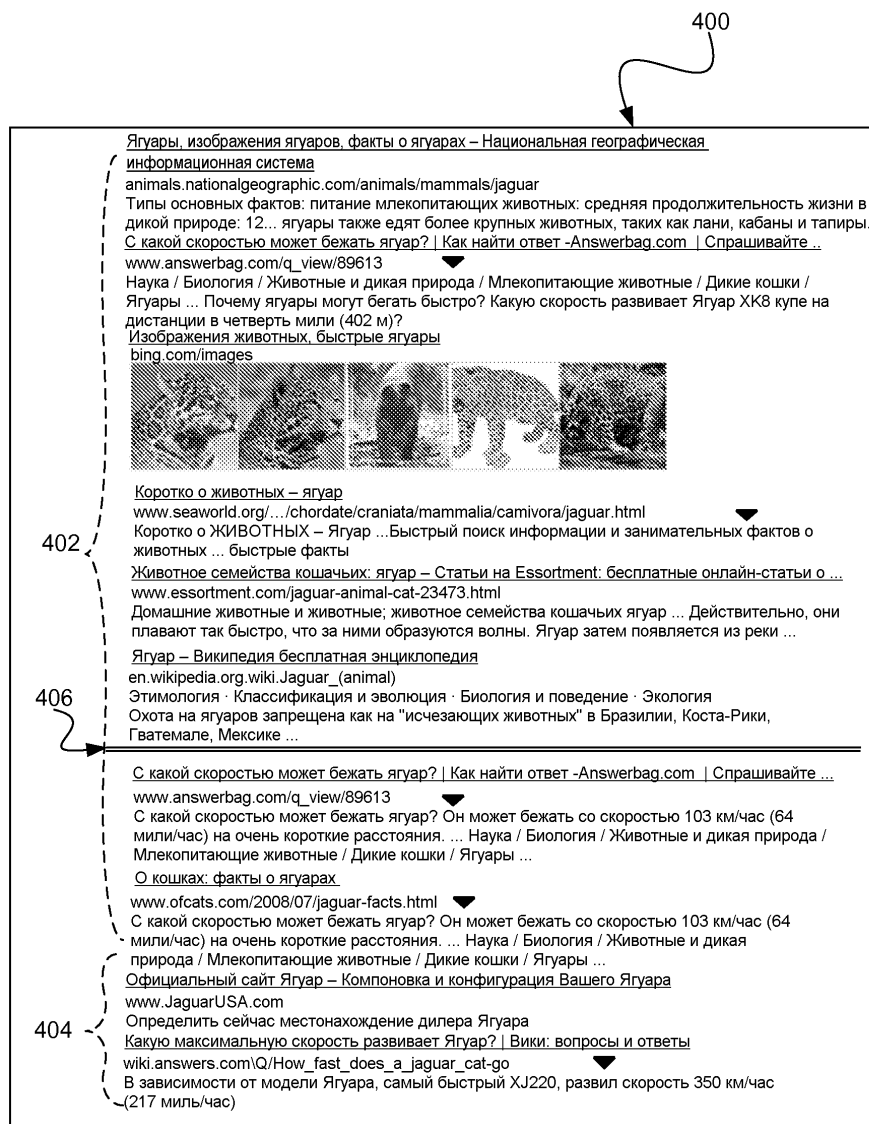 400
Ягуары, изображения ягуаров, факты о ягуарах – Национальная географическая
информационная система
animals.nationalgeographic.com/animals/mammals/jaguar
Типы основных фактов: питание млекопитающих животных: средняя продолжительность жизни в
дикой природе: 12... ягуары также едят более крупных животных, таких как лани, кабаны и тапиры.
С какой скоростью может бежать ягуар? | Как найти ответ -Answerbag.com | Спрашивайте ..
www.answerbag.com/q_view/89613
Наука / Биология / Животные и дикая природа / Млекопитающие животные / Дикие кошки /
Ягуары ... Почему ягуары могут бегать быстро? Какую скорость развивает Ягуар XK8 купе на
дистанции в четверть мили (402 м)?
Изображения животных, быстрые ягуары
bing.com/images
Коротко о животных – ягуар
www.seaworld.org/…/chordate/craniata/mammalia/camivora/jaguar.html
402
Коротко о ЖИВОТНЫХ – Ягуар ...Быстрый поиск информации и занимательных фактов о
животных ... быстрые факты
Животное семейства кошачьих: ягуар – Статьи на Essortment: бесплатные онлайн-статьи о ...
www.essortment.com/jaguar-animal-cat-23473.html
Домашние животные и животные; животное семейства кошачьих ягуар ... Действительно, они
плавают так быстро, что за ними образуются волны. Ягуар затем появляется из реки ...
Ягуар – Википедия бесплатная энциклопедия
en.wikipedia.org.wiki.Jaguar_(animal)
406
Этимология · Классификация и эволюция · Биология и поведение · Экология
Охота на ягуаров запрещена как на "исчезающих животных" в Бразилии, Коста-Рики,
Гватемале, Мексике ...
С какой скоростью может бежать ягуар? | Как найти ответ -Answerbag.com | Спрашивайте ...
www.answerbag.com/q_view/89613
С какой скоростью может бежать ягуар? Он может бежать со скоростью 103 км/час (64
мили/час) на очень короткие расстояния. ... Наука / Биология / Животные и дикая природа /
Млекопитающие животные / Дикие кошки / Ягуары ...
О кошках: факты о ягуарах
www.ofcats.com/2008/07/jaguar-facts.html
С какой скоростью может бежать ягуар? Он может бежать со скоростью 103 км/час (64
мили/час) на очень короткие расстояния. ... Наука / Биология / Животные и дикая
природа / Млекопитающие животные / Дикие кошки / Ягуары ...
Официальный сайт Ягуар – Компоновка и конфигурация Вашего Ягуара
www.JaguarUSA.com
404
Определить сейчас местонахождение дилера Ягуара
Какую максимальную скорость развивает Ягуар? | Вики: вопросы и ответы
wiki.answers.com\Q/How_fast_does_a_jaguar_cat-go
В зависимости от модели Ягуара, самый быстрый XJ220, развил скорость 350 км/час
(217 миль/час)